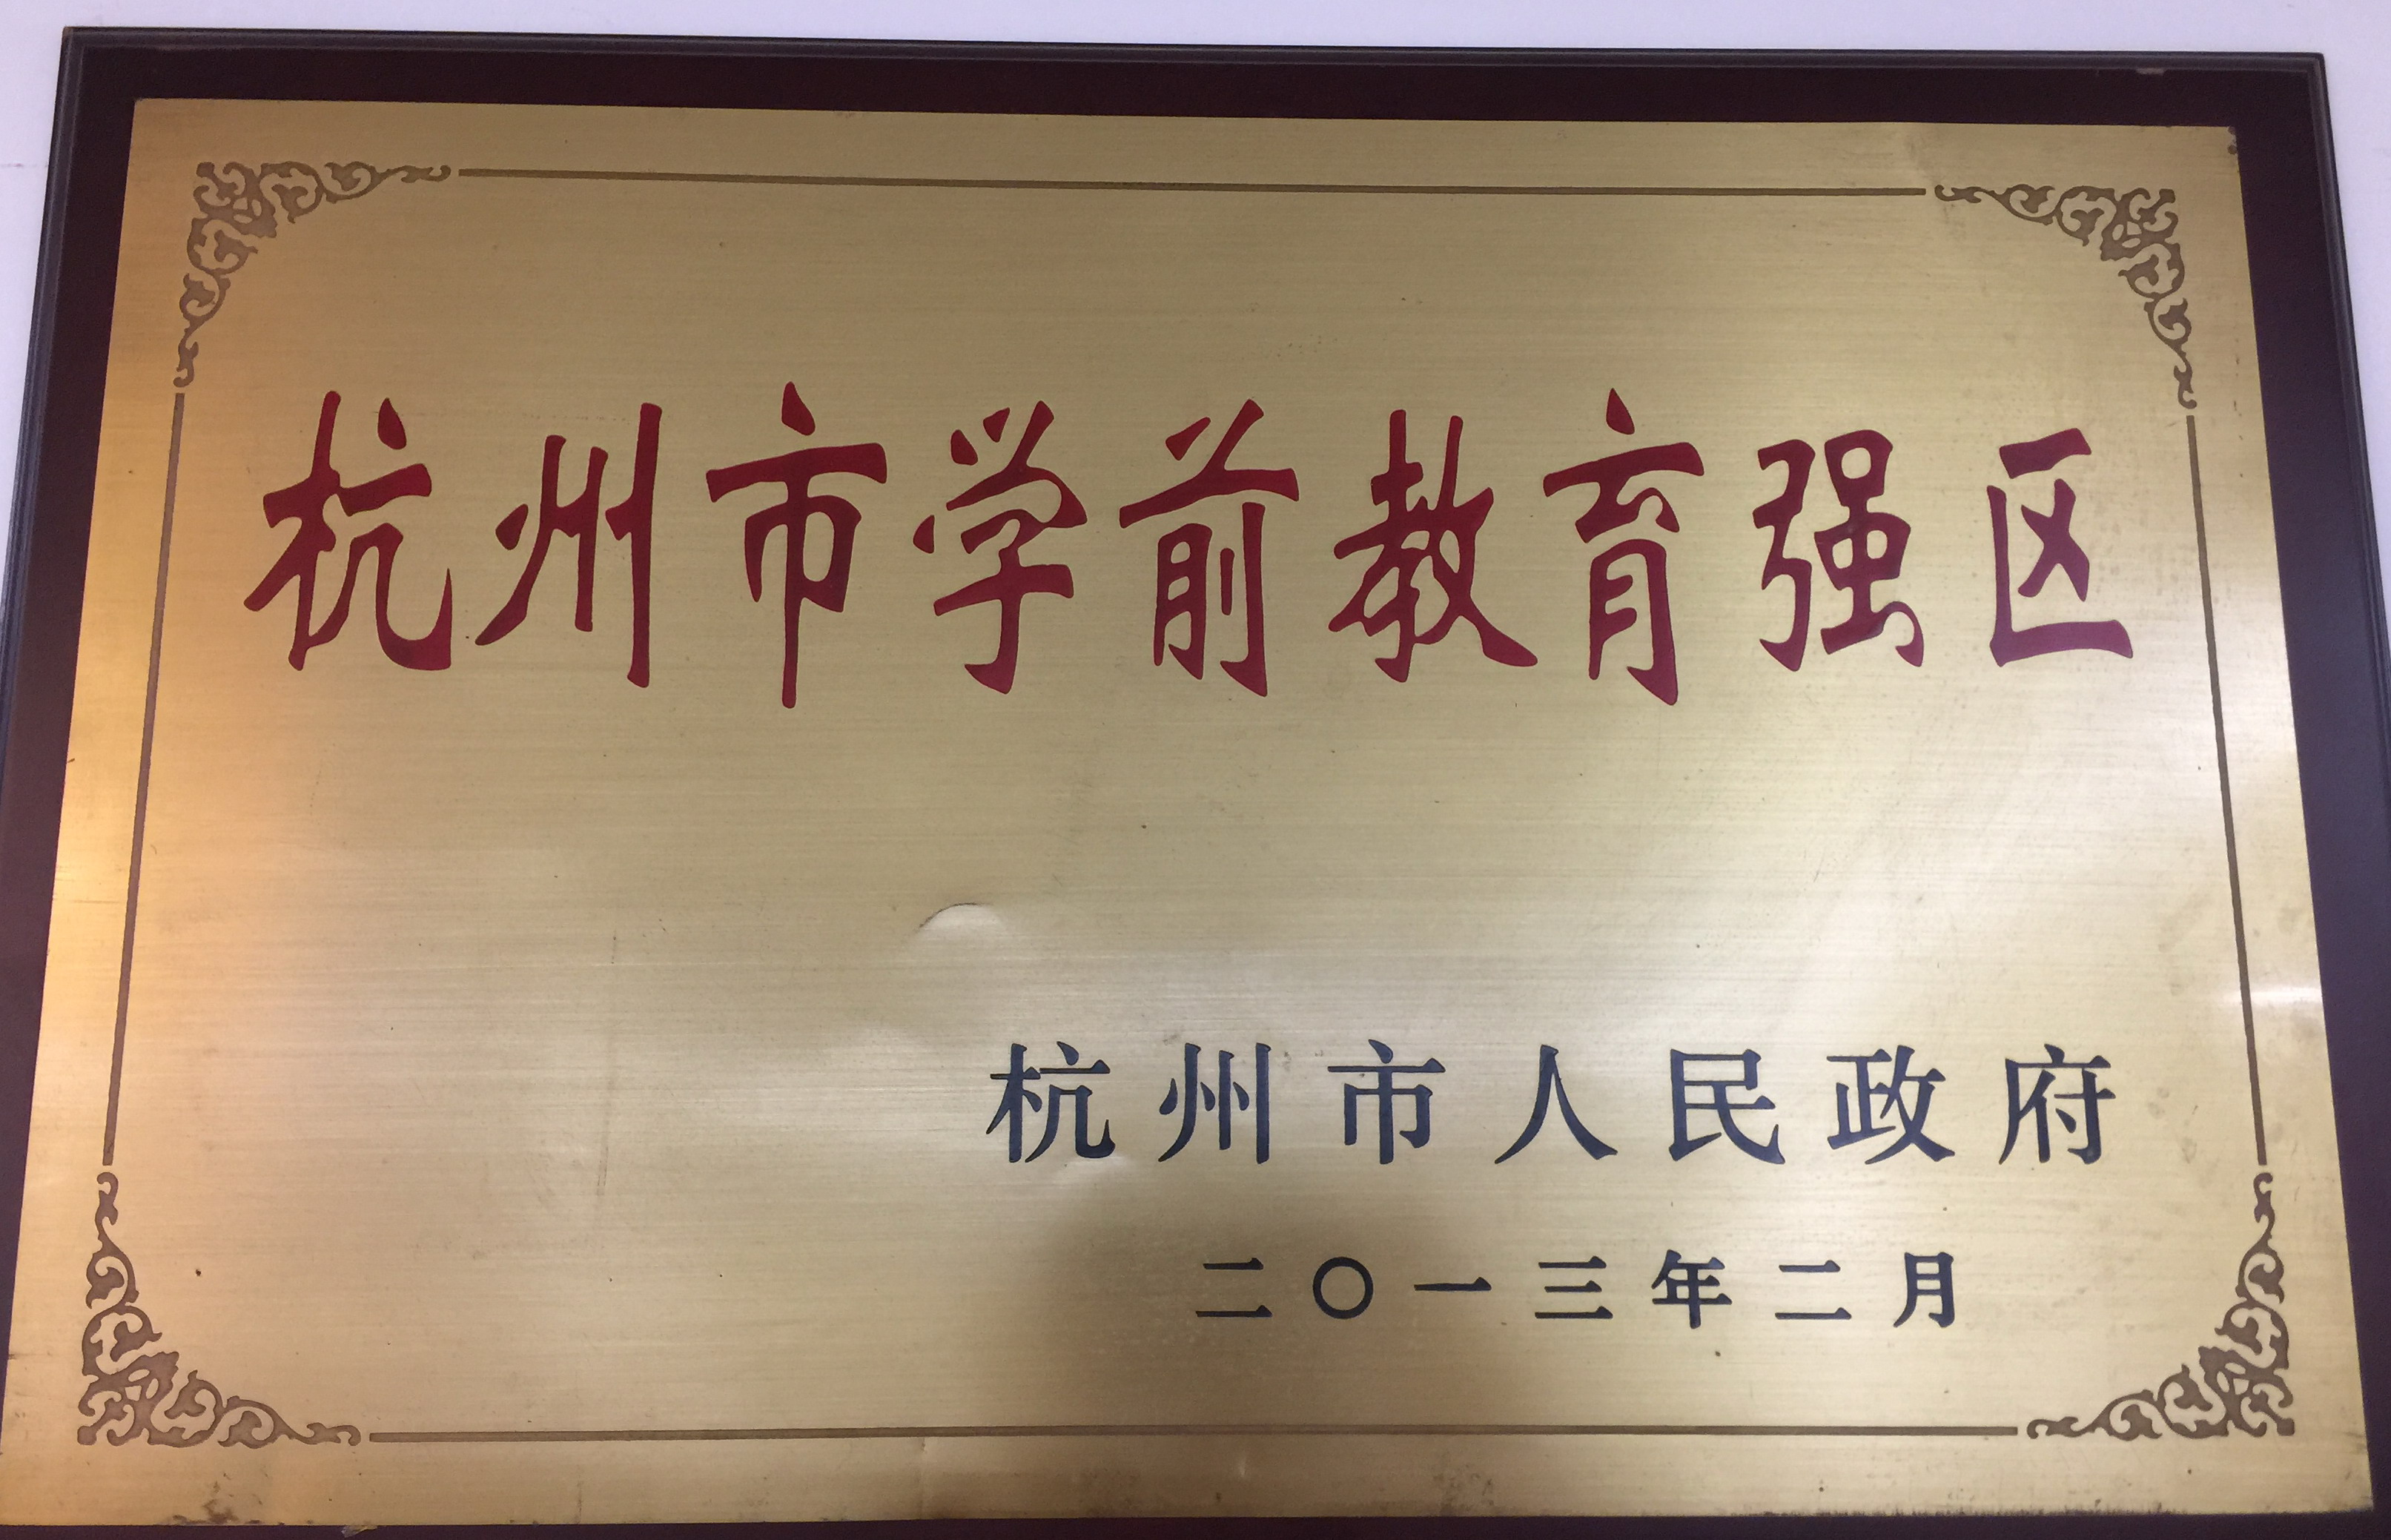 杭州市学前教育强区
杭州市人民政府
二〇一三年二月